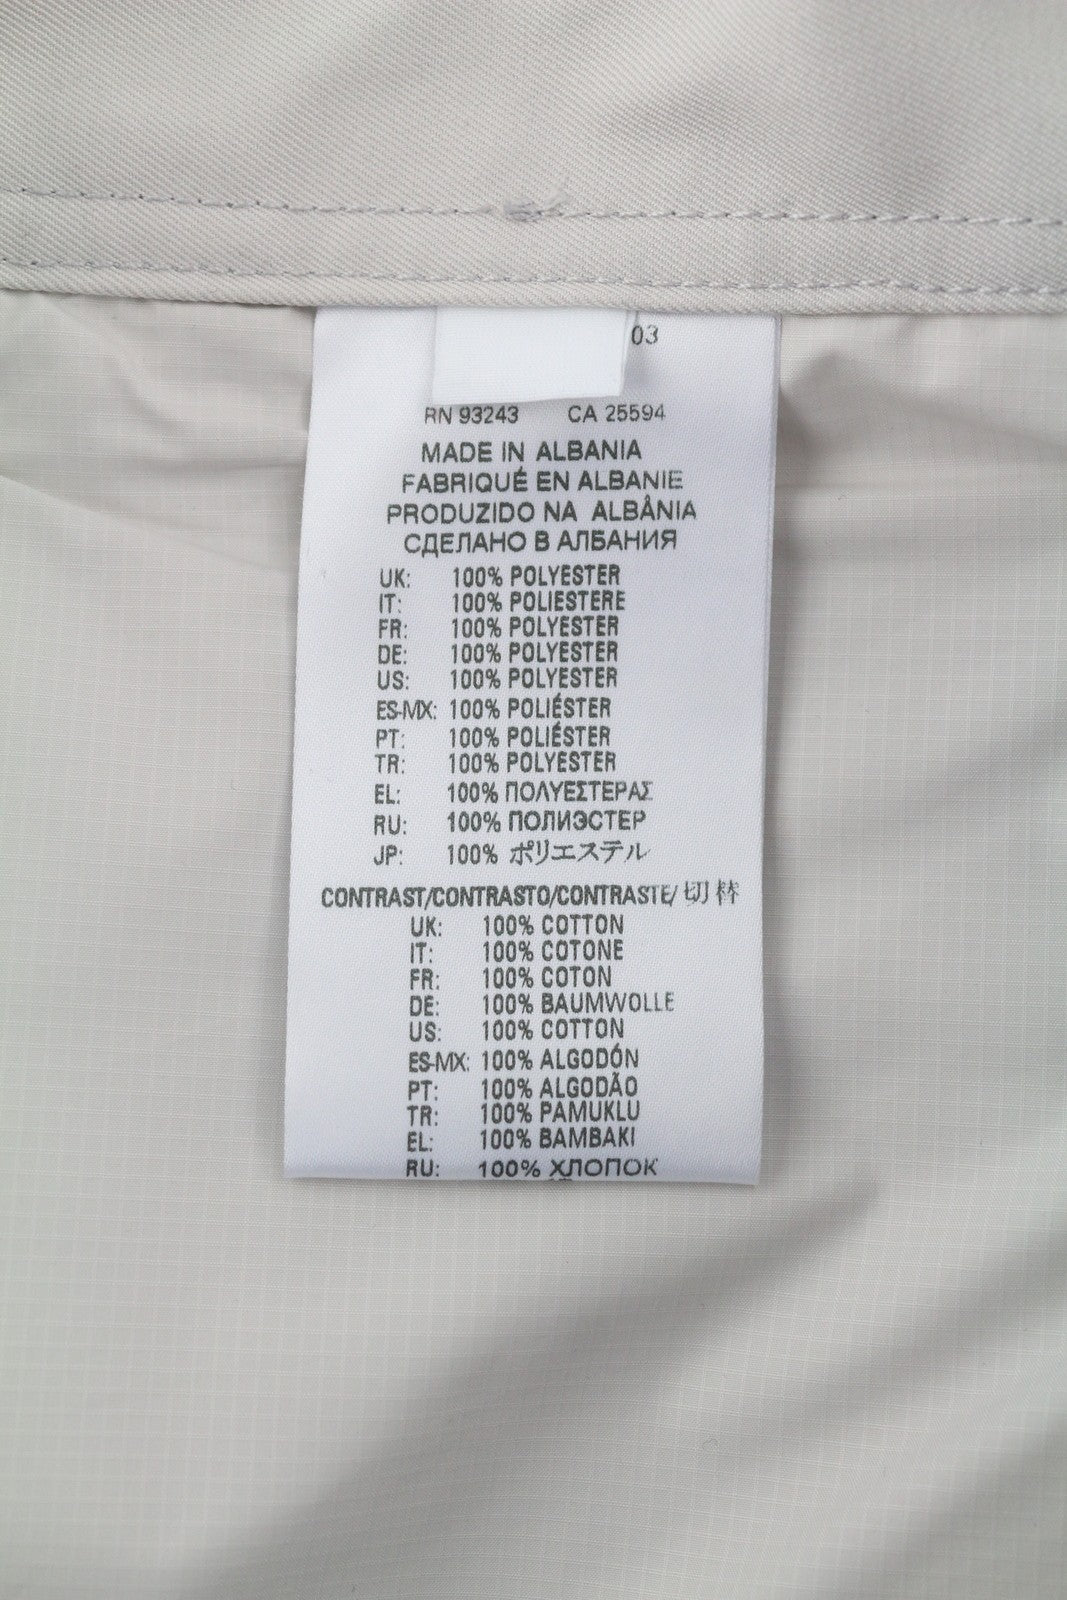 03
RN 93243 CA 25594
MADE IN ALBANIA
FABRIQUÉ EN ALBANIE
PRODUZIDO NA ALBÂNIA
СДЕЛАНО В АЛБАНИЯ
UK: 100% POLYESTER
IT: 100% POLIESTERE
FR: 100% POLYESTER
DE: 100% POLYESTER
US: 100% POLYESTER
ES-MX: 100% POLIÉSTER
PT: 100% POLIÉSTER
TR: 100% POLYESTER
EL: 100% ΠΟΛΥΕΣΤΕΡΑΣ
RU: 100% ПОЛИЭСТЕР
JP: 100% ポリエステル
CONTRAST/CONTRASTO/CONTRASTE/ 切替
UK: 100% COTTON
IT: 100% COTONE
FR: 100% COTON
DE: 100% BAUMWOLLE
US: 100% COTTON
ES-MX: 100% ALGODÓN
PT: 100% ALGODÃO
TR: 100% PAMUKLU
EL: 100% ΒΑΜΒΑΚΙ
RU: 100% ХЛОПОК